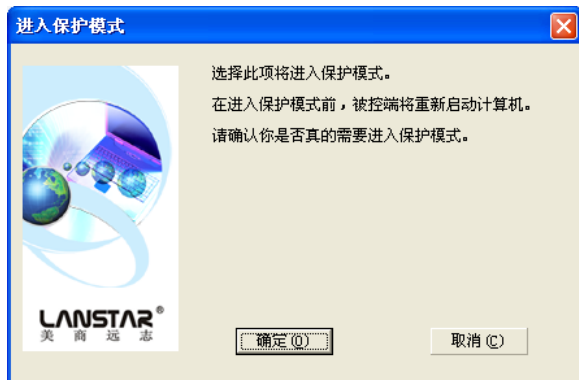 进入保护模式
选择此项将进入保护模式。
在进入保护模式前，被控端将重新启动计算机。
请确认你是否真的需要进入保护模式。
LANSTAR®
美商远志
确定(O)
取消(C)